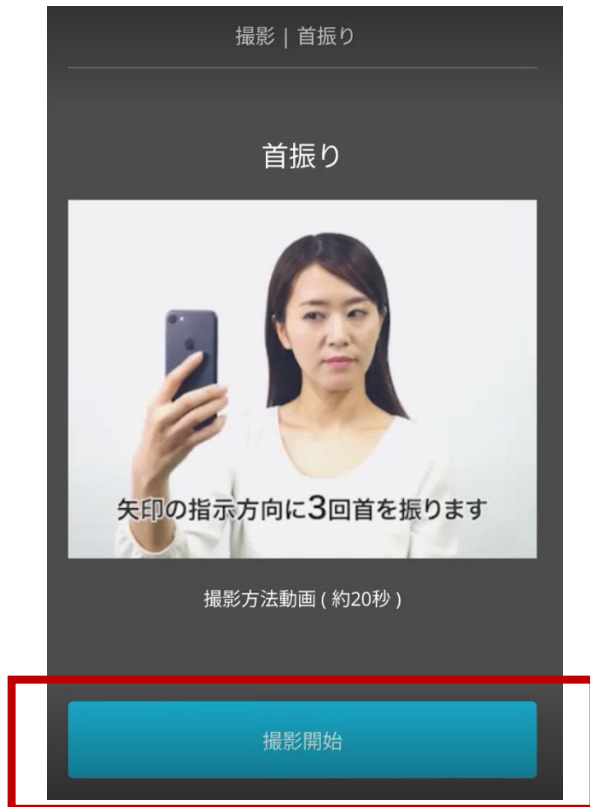 撮影 | 首振り
首振り
矢印の指示方向に3回首を振ります
撮影方法動画 ( 約20秒 )
撮影開始